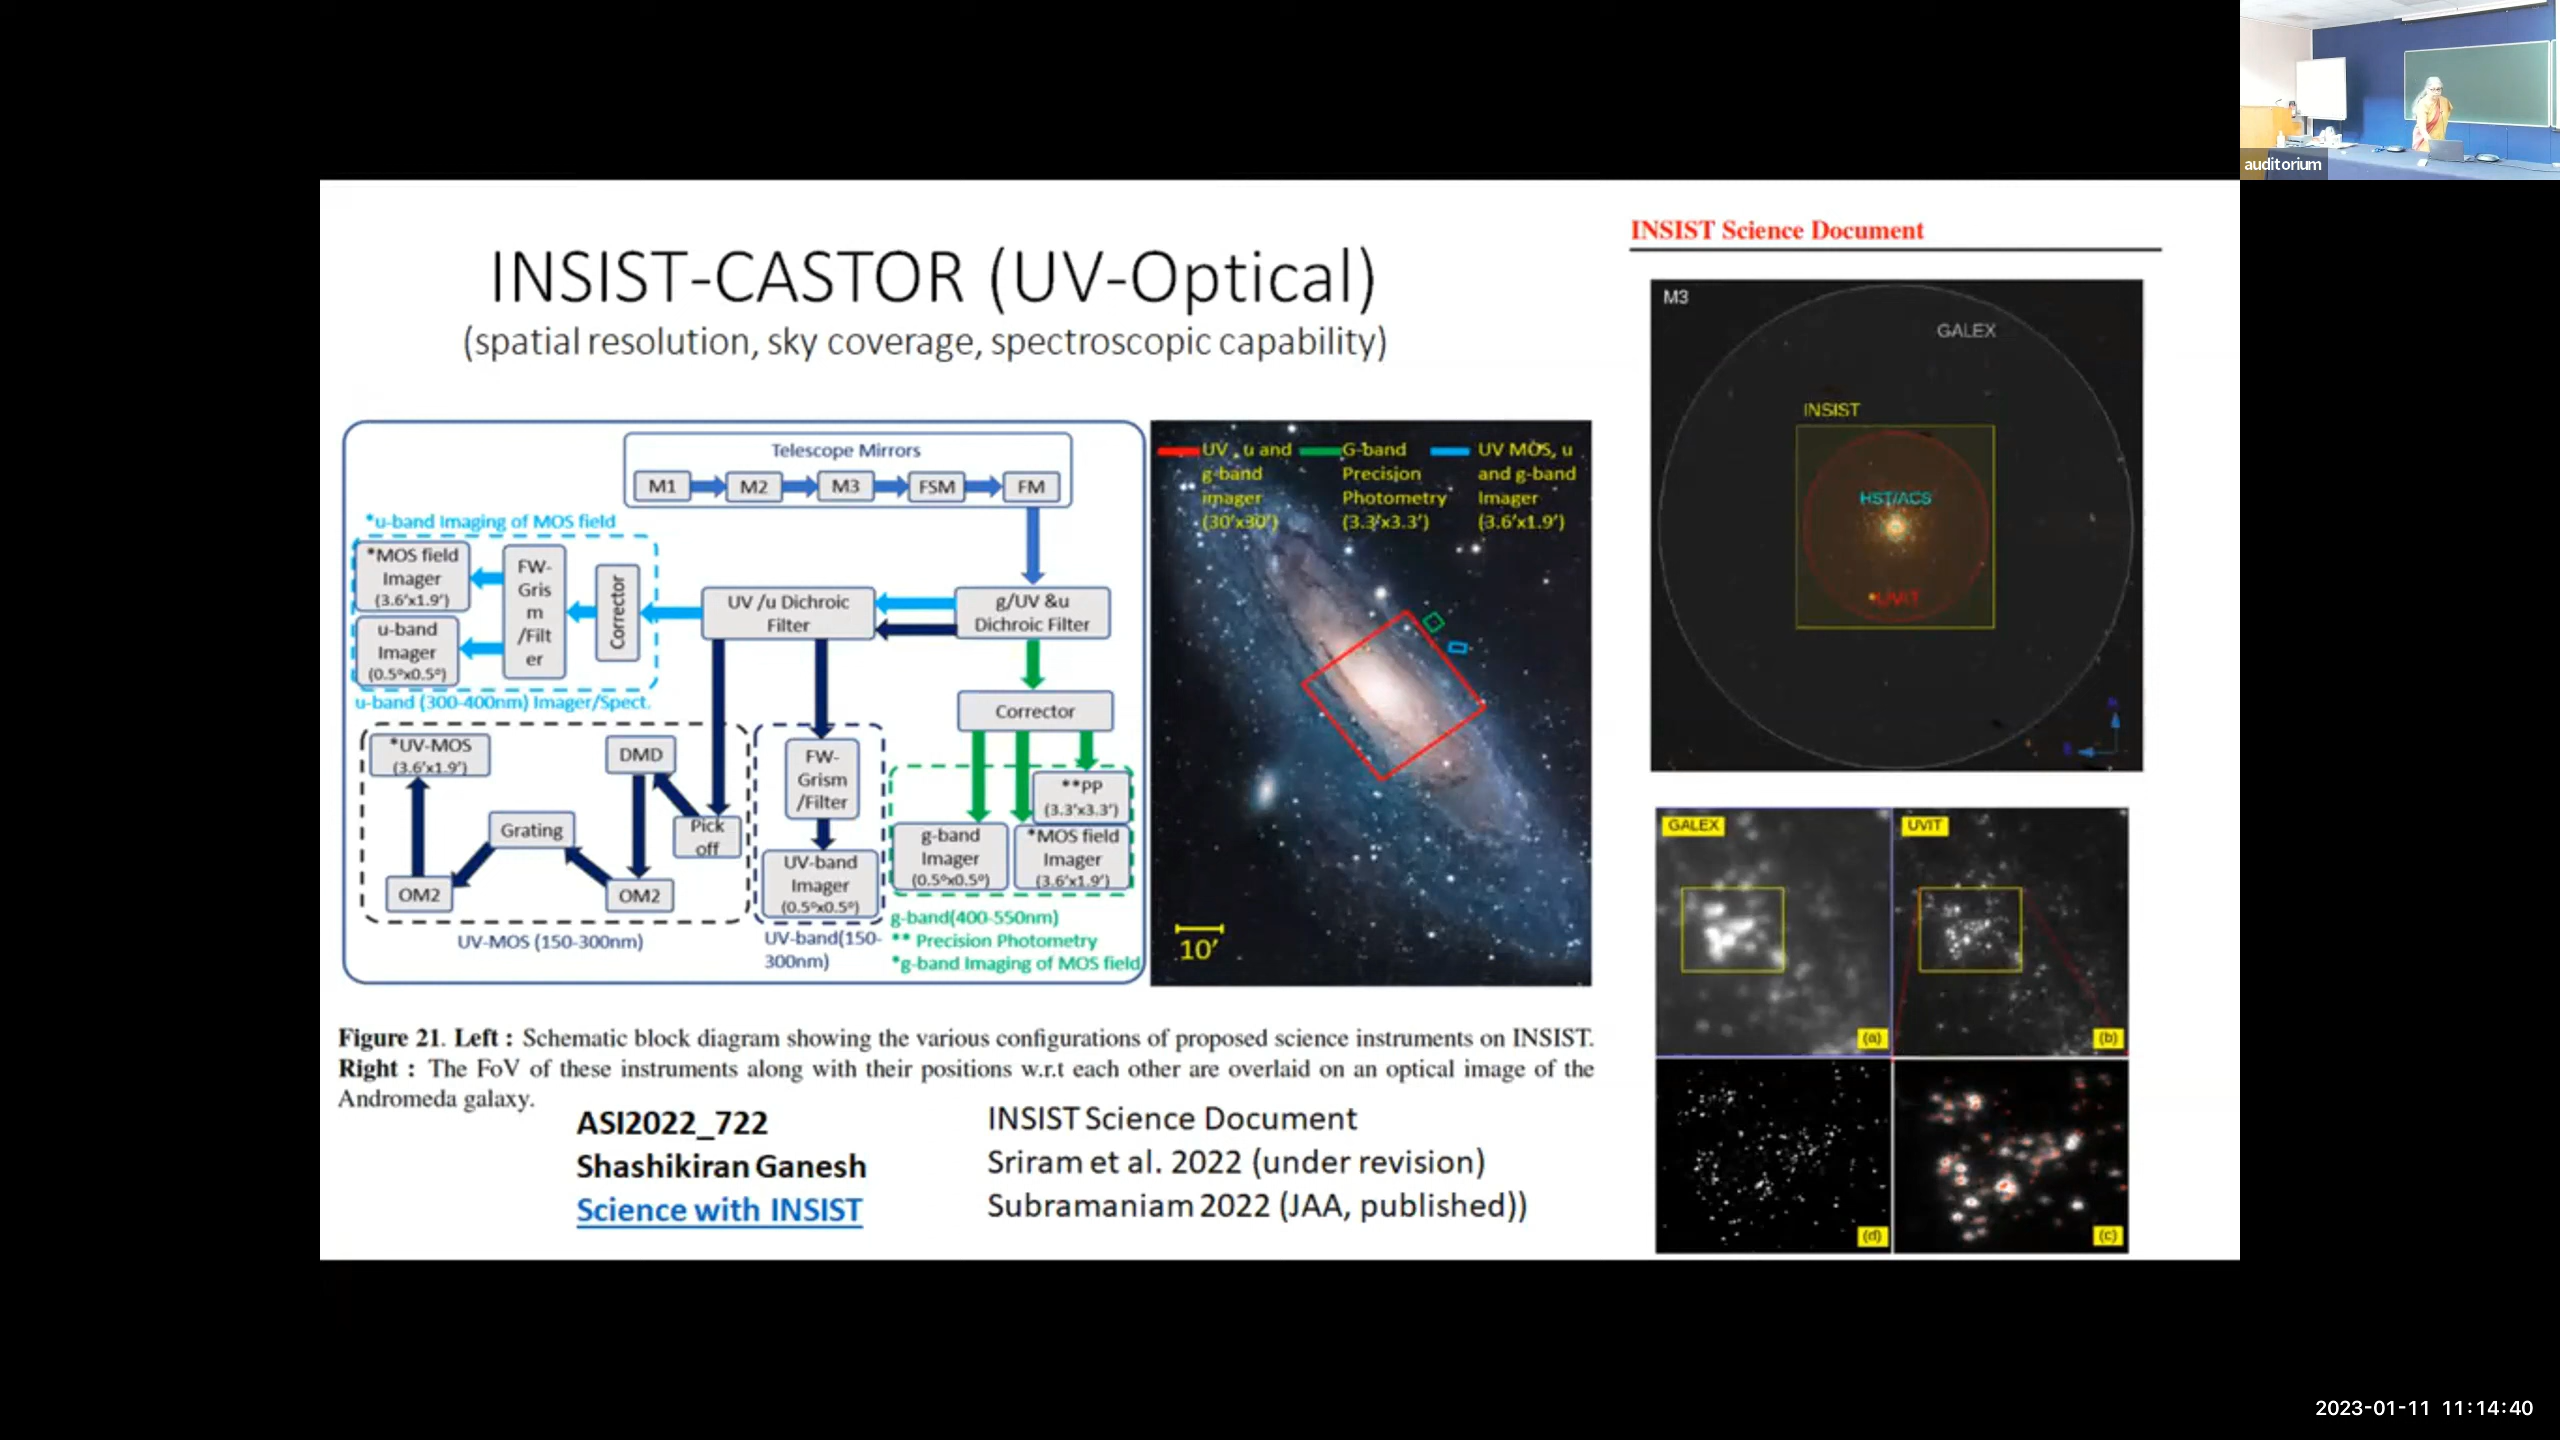 auditorium
INSIST-CASTOR (UV-Optical)
(spatial resolution, sky coverage, spectroscopic capability)
Telescope Mirrors
M1
M2
M3
FSM
FM
*u-band Imaging of MOS field
*MOS field
Imager
(3.6'x1.9')
u-band
Imager
(0.5ºx0.5º)
FW-
Gris
m
/Filt
er
Corrector
UV /u Dichroic
Filter
g/UV &u
Dichroic Filter
u-band (300-400nm) Imager/Spect.
*UV-MOS
(3.6'x1.9')
DMD
Grating
Pick
off
OM2
OM2
UV-MOS (150-300nm)
FW-
Grism
/Filter
UV-band
Imager
(0.5ºx0.5º)
UV-band(150-
300nm)
Corrector
**PP
(3.3'x3.3')
g-band
Imager
(0.5ºx0.5º)
*MOS field
Imager
(3.6'x1.9')
g-band(400-550nm)
** Precision Photometry
*g-band Imaging of MOS field
UV , u and
g-band
imager
(30'x30')
G-band
Precision
Photometry
(3.3'x3.3')
UV MOS, u
and g-band
Imager
(3.6'x1.9')
10'
Figure 21. Left : Schematic block diagram showing the various configurations of proposed science instruments on INSIST.
Right : The FoV of these instruments along with their positions w.r.t each other are overlaid on an optical image of the
Andromeda galaxy.
ASI2022_722
Shashikiran Ganesh
Science with INSIST
INSIST Science Document
Sriram et al. 2022 (under revision)
Subramaniam 2022 (JAA, published))
INSIST Science Document
M3
GALEX
INSIST
HST/ACS
UVIT
GALEX
UVIT
(a)
(b)
(d)
(c)
2023-01-11 11:14:40